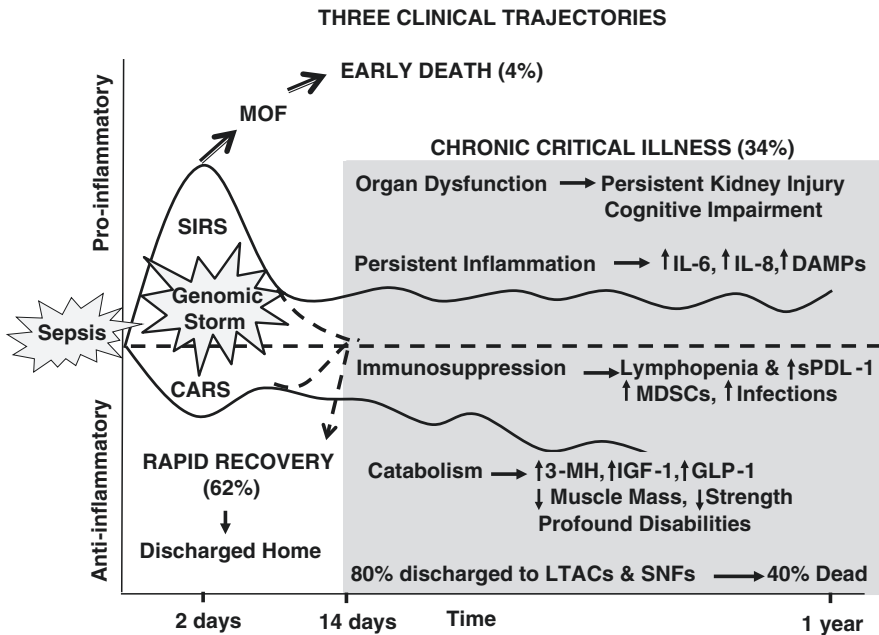 THREE CLINICAL TRAJECTORIES
EARLY DEATH (4%)
MOF
Pro-inflammatory
CHRONIC CRITICAL ILLNESS (34%)
Organ Dysfunction → Persistent Kidney Injury
Cognitive Impairment
SIRS
Persistent Inflammation → ↑IL-6, ↑IL-8,↑DAMPs
Genomic
Storm
Sepsis
Immunosuppression →Lymphopenia & ↑sPDL-1
↑MDSCs, ↑Infections
CARS
Anti-inflammatory
RAPID RECOVERY
(62%)
↓
Discharged Home
Catabolism → ↑3-MH,↑IGF-1,↑GLP-1
↓Muscle Mass, ↓Strength
Profound Disabilities
80% discharged to LTACs & SNFs →40% Dead
2 days 14 days Time 1 year